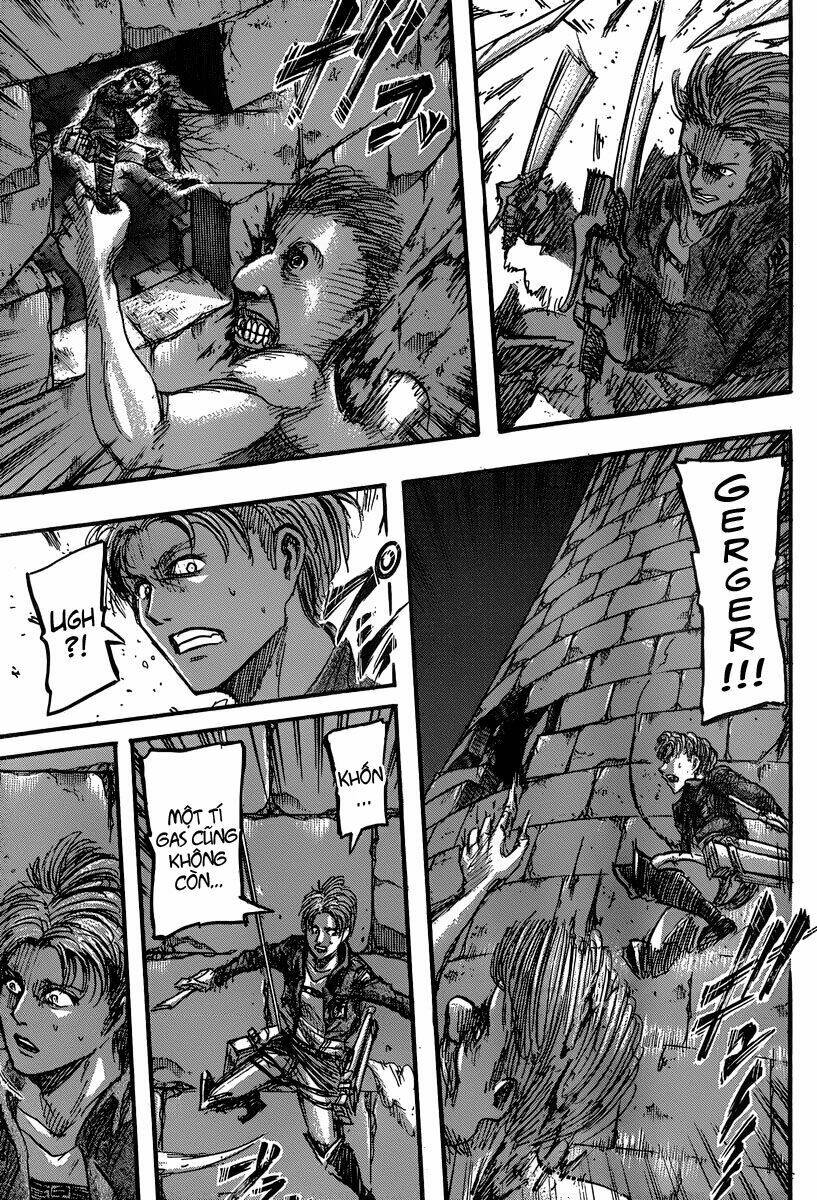 GERGER!!!
UGH
?!
KHỐN
...
MỘT TÍ
GAS CŨNG
KHÔNG
CÒN...